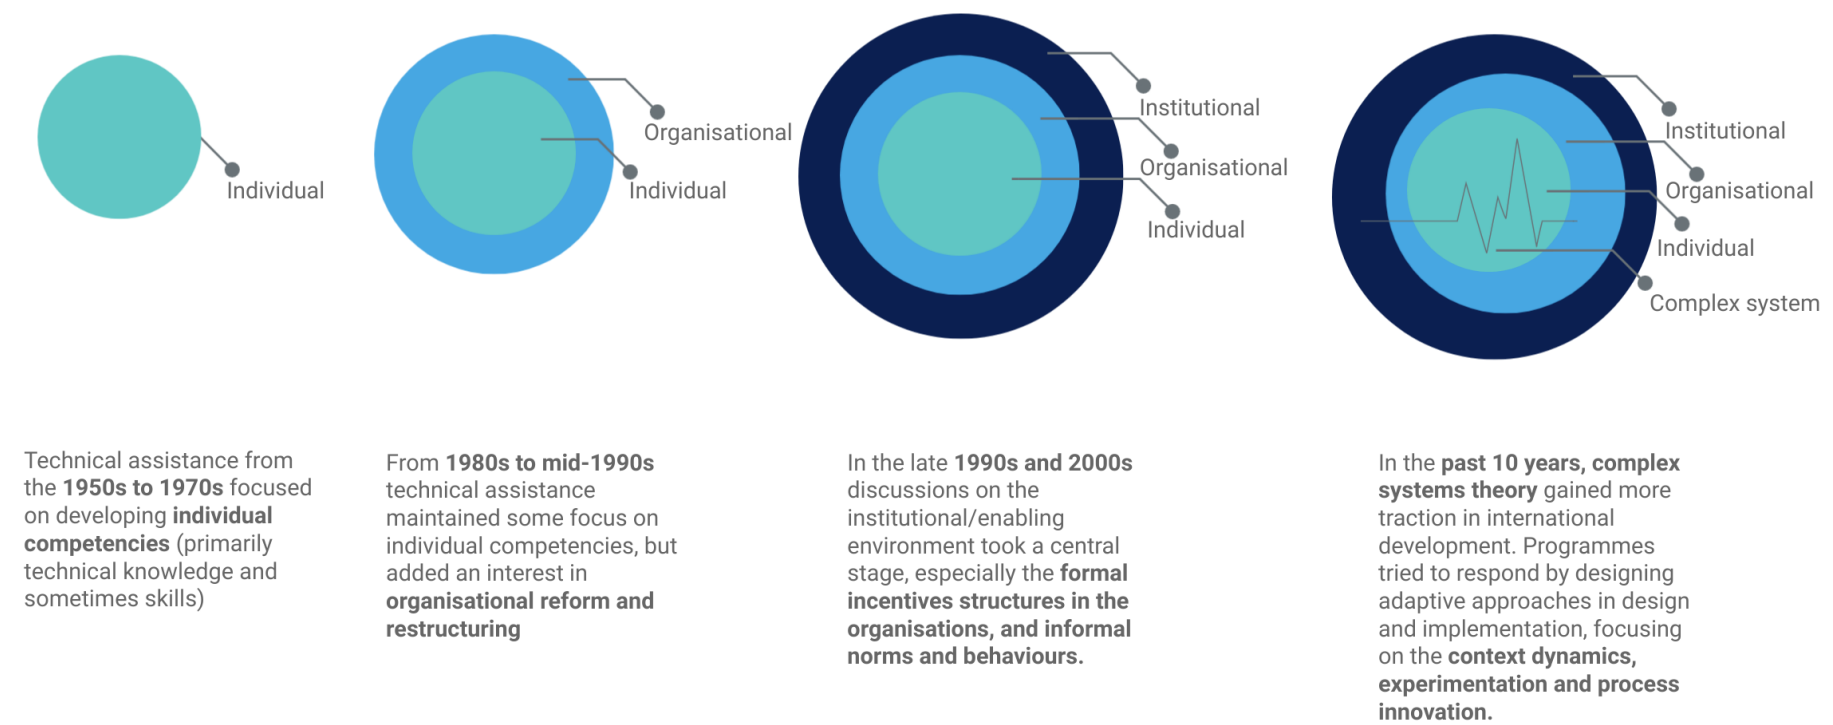 Individual
Organisational
Individual
Institutional
Organisational
Individual
Institutional
Organisational
Individual
Complex system
Technical assistance from
the 1950s to 1970s focused
on developing individual
competencies (primarily
technical knowledge and
sometimes skills)
From 1980s to mid-1990s
technical assistance
maintained some focus on
individual competencies, but
added an interest in
organisational reform and
restructuring
In the late 1990s and 2000s
discussions on the
institutional/enabling
environment took a central
stage, especially the formal
incentives structures in the
organisations, and informal
norms and behaviours.
In the past 10 years, complex
systems theory gained more
traction in international
development. Programmes
tried to respond by designing
adaptive approaches in design
and implementation, focusing
on the context dynamics,
experimentation and process
innovation.